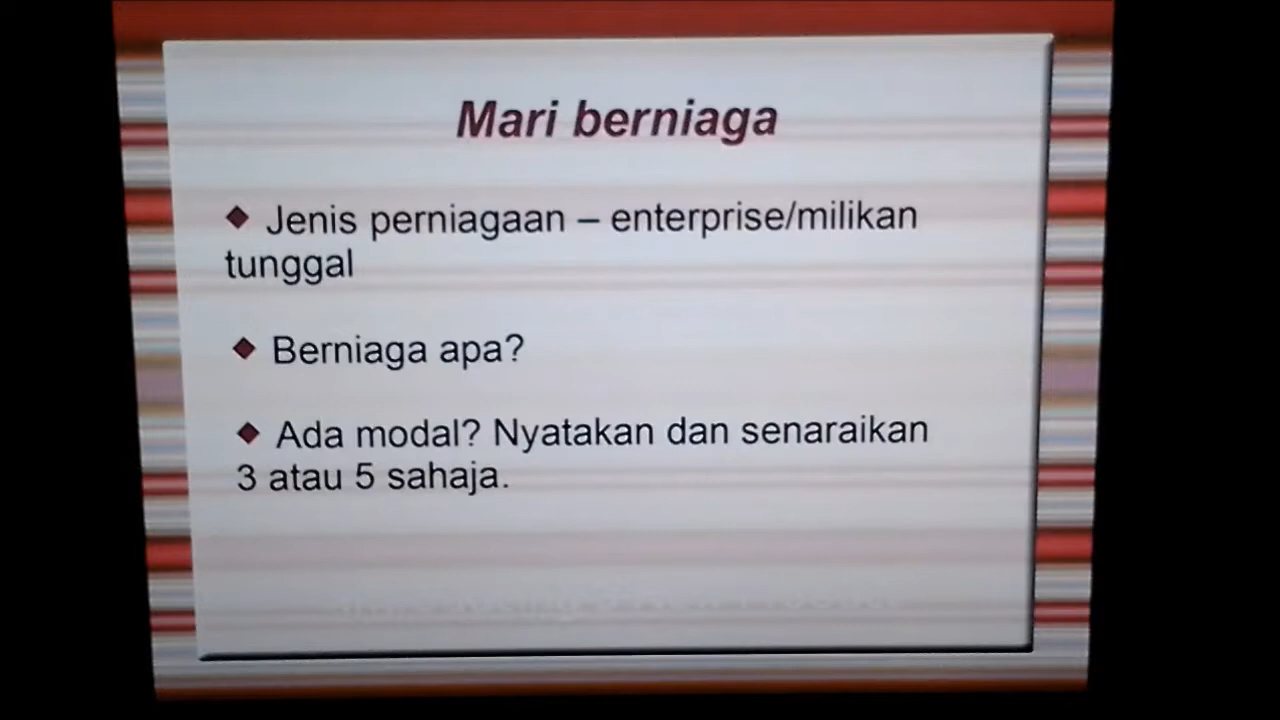 Mari berniaga
◆ Jenis perniagaan – enterprise/milikan
tunggal
◆ Berniaga apa?
◆ Ada modal? Nyatakan dan senaraikan
3 atau 5 sahaja.